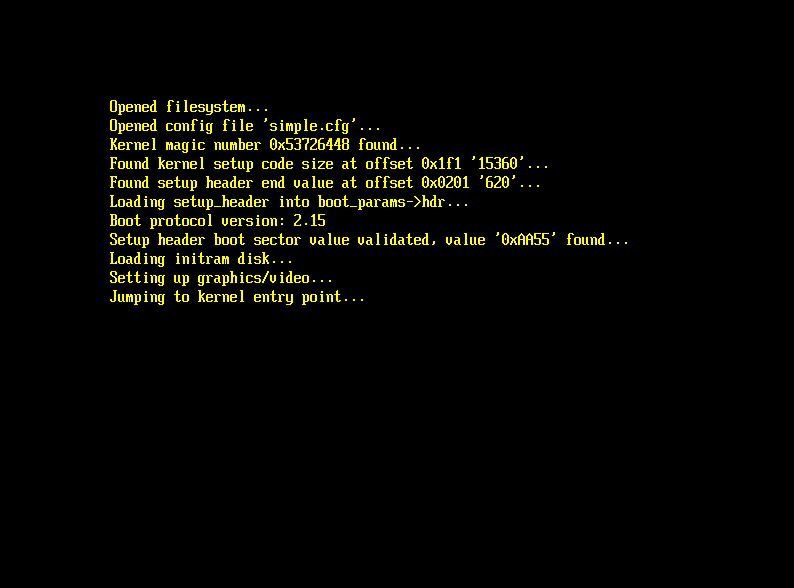 Opened filesystem...
Opened config file 'simple.cfg'...
Kernel magic number 0x53726448 found...
Found kernel setup code size at offset 0x1f1 '15360'...
Found setup header end value at offset 0x0201 '620'...
Loading setup_header into boot_params->hdr...
Boot protocol version: 2.15
Setup header boot sector value validated, value '0xAA55' found...
Loading initram disk...
Setting up graphics/video...
Jumping to kernel entry point...